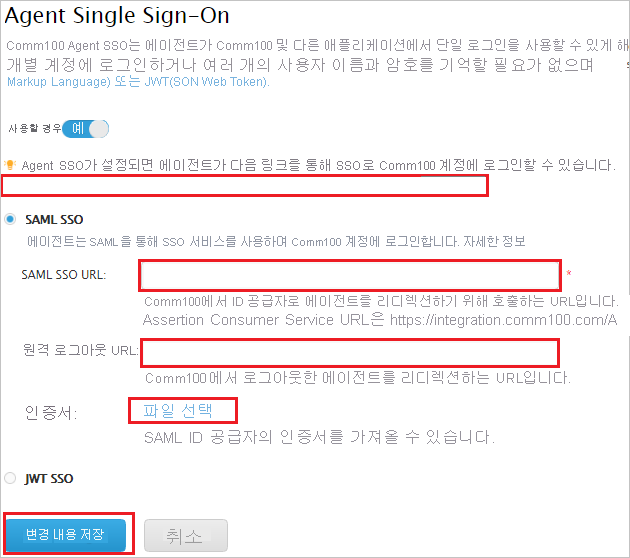 Agent Single Sign-On
Comm100 Agent SSO는 에이전트가 Comm100 및 다른 애플리케이션에서 단일 로그인을 사용할 수 있게 해
개별 계정에 로그인하거나 여러 개의 사용자 이름과 암호를 기억할 필요가 없으며
Markup Language) 또는 JWT(SON Web Token).
사용할 경우 예
Agent SSO가 설정되면 에이전트가 다음 링크를 통해 SSO로 Comm100 계정에 로그인할 수 있습니다.
SAML SSO
에이전트는 SAML을 통해 SSO 서비스를 사용하여 Comm100 계정에 로그인합니다. 자세한 정보
SAML SSO URL: *
Comm100에서 ID 공급자로 에이전트를 리디렉션하기 위해 호출하는 URL입니다.
Assertion Consumer Service URL은 https://integration.comm100.com/A
원격 로그아웃 URL:
Comm100에서 로그아웃한 에이전트를 리디렉션하는 URL입니다.
인증서: 파일 선택
SAML ID 공급자의 인증서를 가져올 수 있습니다.
JWT SSO
변경 내용 저장 취소